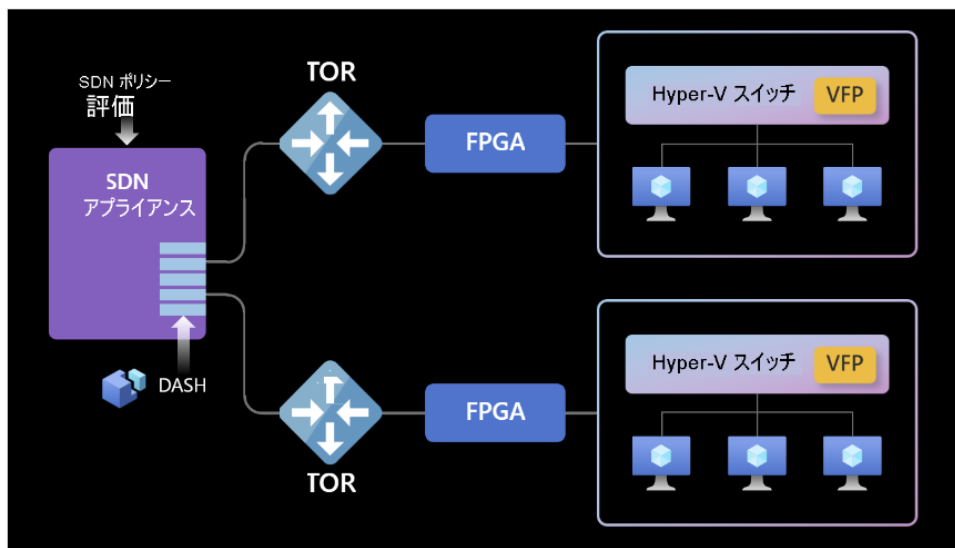 SDN ポリシー
評価
SDN
アプライアンス
DASH
TOR
FPGA
Hyper-V スイッチ VFP
TOR
FPGA
Hyper-V スイッチ VFP